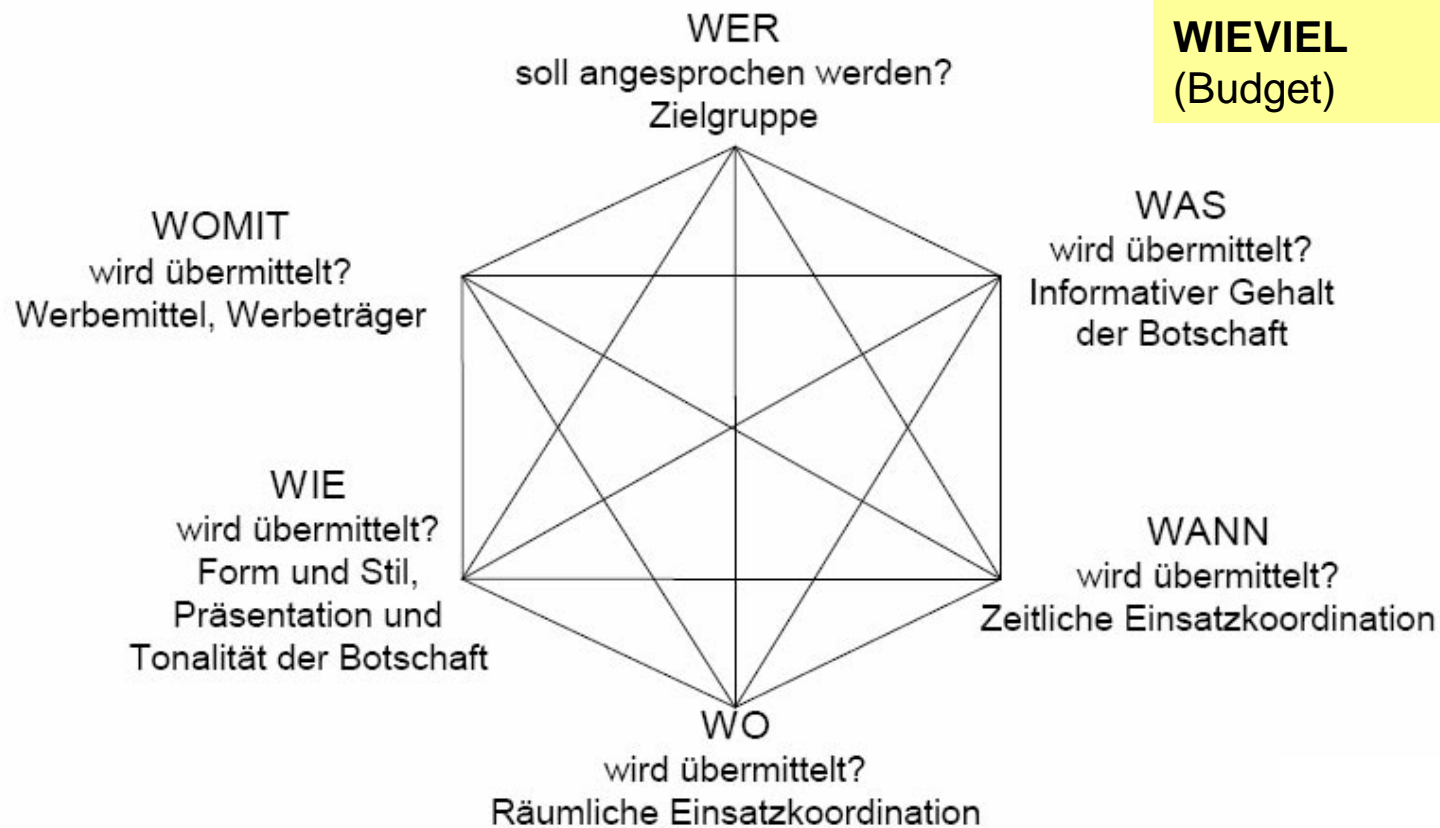 WER
soll angesprochen werden?
Zielgruppe
WIEVIEL
(Budget)
WAS
wird übermittelt?
Informativer Gehalt
der Botschaft
WANN
wird übermittelt?
Zeitliche Einsatzkoordination
WO
wird übermittelt?
Räumliche Einsatzkoordination
WIE
wird übermittelt?
Form und Stil,
Präsentation und
Tonalität der Botschaft
WOMIT
wird übermittelt?
Werbemittel, Werbeträger